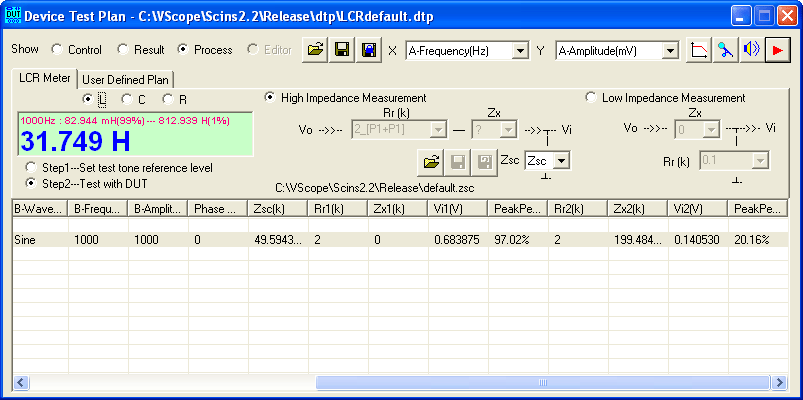 Device Test Plan - C:\VScope\Scins2.2\Release\dtp\LCRdefault.dtp
Show Control Result Process Editor X A-Frequency(Hz) Y A-Amplitude(mV)
LCR Meter User Defined Plan
L C R
High Impedance Measurement
Low Impedance Measurement
1000Hz : 82.944 mH(99%)--- 812.939 H(1%)
31.749 H
Rr (k) Zx
Vo -->>-- 2_[P1+P1] — ? -->>-- Vi
Zsc Zsc
Zx
Vo -->>-- 0 -->>-- Vi
Rr (k) 0.1
Step1---Set test tone reference level
Step2---Test with DUT
C:\VScope\Scins2.2\Release\default.zsc
B-Wave... B-Frequ... B-Amplit... Phase ... Zsc(k) Rr1(k) Zx1(k) Vi1(V) PeakPe... Rr2(k) Zx2(k) Vi2(V) PeakPe...
Sine 1000 1000 0 49.5943... 2 0 0.683875 97.02% 2 199.484... 0.140530 20.16%